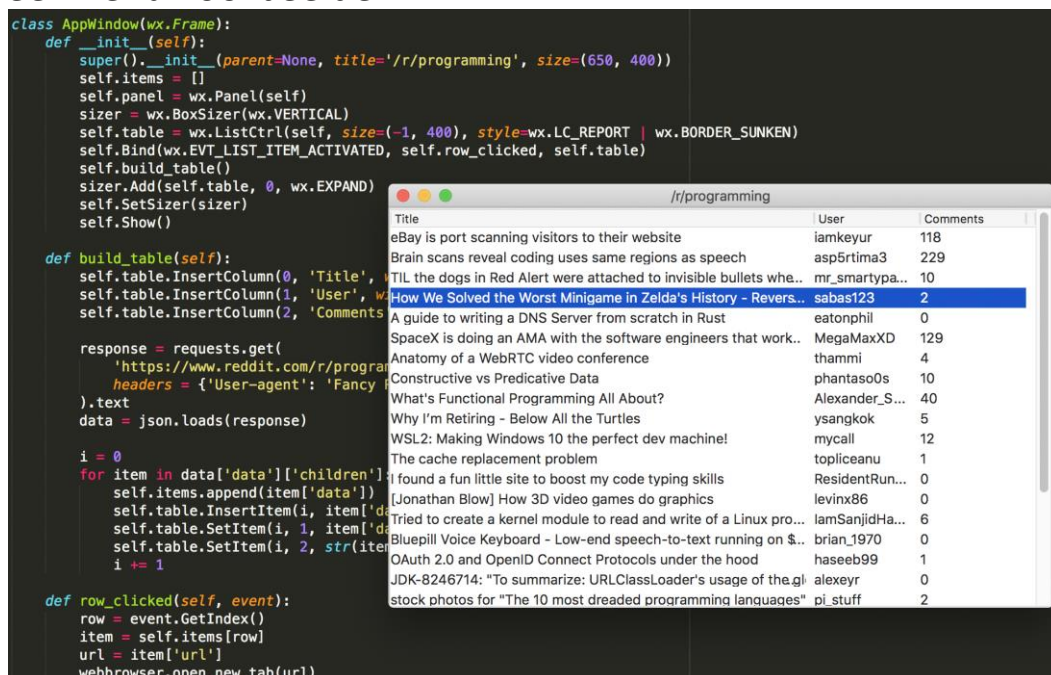 class AppWindow(wx.Frame):
    def __init__(self):
        super().__init__(parent=None, title='/r/programming', size=(650, 400))
        self.items = []
        self.panel = wx.Panel(self)
        sizer = wx.BoxSizer(wx.VERTICAL)
        self.table = wx.ListCtrl(self, size=(-1, 400), style=wx.LC_REPORT | wx.BORDER_SUNKEN)
        self.Bind(wx.EVT_LIST_ITEM_ACTIVATED, self.row_clicked, self.table)
        self.build_table()
        sizer.Add(self.table, 0, wx.EXPAND)
        self.SetSizer(sizer)
        self.Show()
    def build_table(self):
        self.table.InsertColumn(0, 'Title',
        self.table.InsertColumn(1, 'User',
        self.table.InsertColumn(2, 'Comments
        response = requests.get(
            'https://www.reddit.com/r/progra
            headers = {'User-agent': 'Fancy
        ).text
        data = json.loads(response)
        i = 0
        for item in data['data']['children']:
            self.items.append(item['data'])
            self.table.InsertItem(i, item['da
            self.table.SetItem(i, 1, item['da
            self.table.SetItem(i, 2, str(ite
            i += 1
    def row_clicked(self, event):
        row = event.GetIndex()
        item = self.items[row]
        url = item['url']
        webbrowser.open_new_tab(url)
/r/programming
Title User Comments
eBay is port scanning visitors to their website iamkeyur 118
Brain scans reveal coding uses same regions as speech asp5rtima3 229
TIL the dogs in Red Alert were attached to invisible bullets whe... mr_smartypa... 10
How We Solved the Worst Minigame in Zelda's History - Revers... sabas123 2
A guide to writing a DNS Server from scratch in Rust eatonphil 0
SpaceX is doing an AMA with the software engineers that work... MegaMaxXD 129
Anatomy of a WebRTC video conference thammi 4
Constructive vs Predicative Data phantaso0s 10
What's Functional Programming All About? Alexander_S... 40
Why I'm Retiring - Below All the Turtles ysangkok 5
WSL2: Making Windows 10 the perfect dev machine! mycall 12
The cache replacement problem topliceanu 1
I found a fun little site to boost my code typing skills ResidentRun... 0
[Jonathan Blow] How 3D video games do graphics levinx86 0
Tried to create a kernel module to read and write of a Linux pro... IamSanjidHa... 6
Bluepill Voice Keyboard - Low-end speech-to-text running on $... brian_1970 0
OAuth 2.0 and OpenID Connect Protocols under the hood haseeb99 1
JDK-8246714: "To summarize: URLClassLoader's usage of the gl alexeyr 0
stock photos for "The 10 most dreaded programming languages" pi_stuff 2